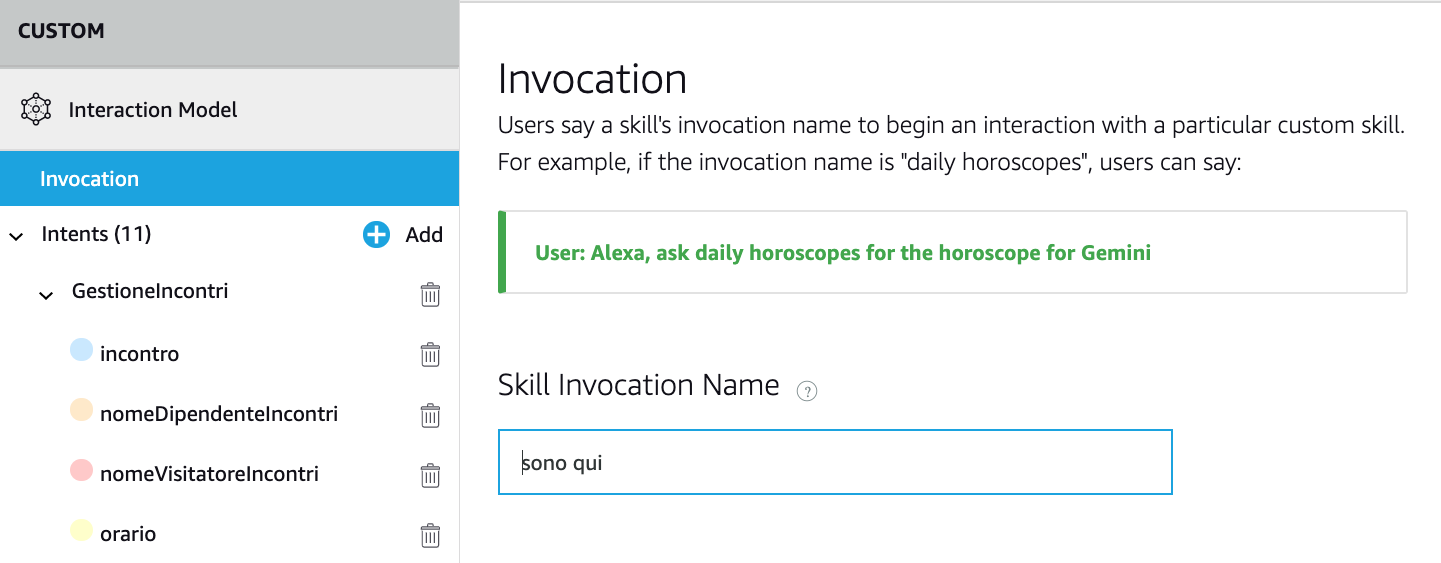 CUSTOM
Interaction Model
Invocation
Intents (11)
Add
GestioneIncontri
incontro
nomeDipendenteIncontri
nomeVisitatoreIncontri
orario
Invocation
Users say a skill's invocation name to begin an interaction with a particular custom skill.
For example, if the invocation name is "daily horoscopes", users can say:
User: Alexa, ask daily horoscopes for the horoscope for Gemini
Skill Invocation Name ?
sono qui